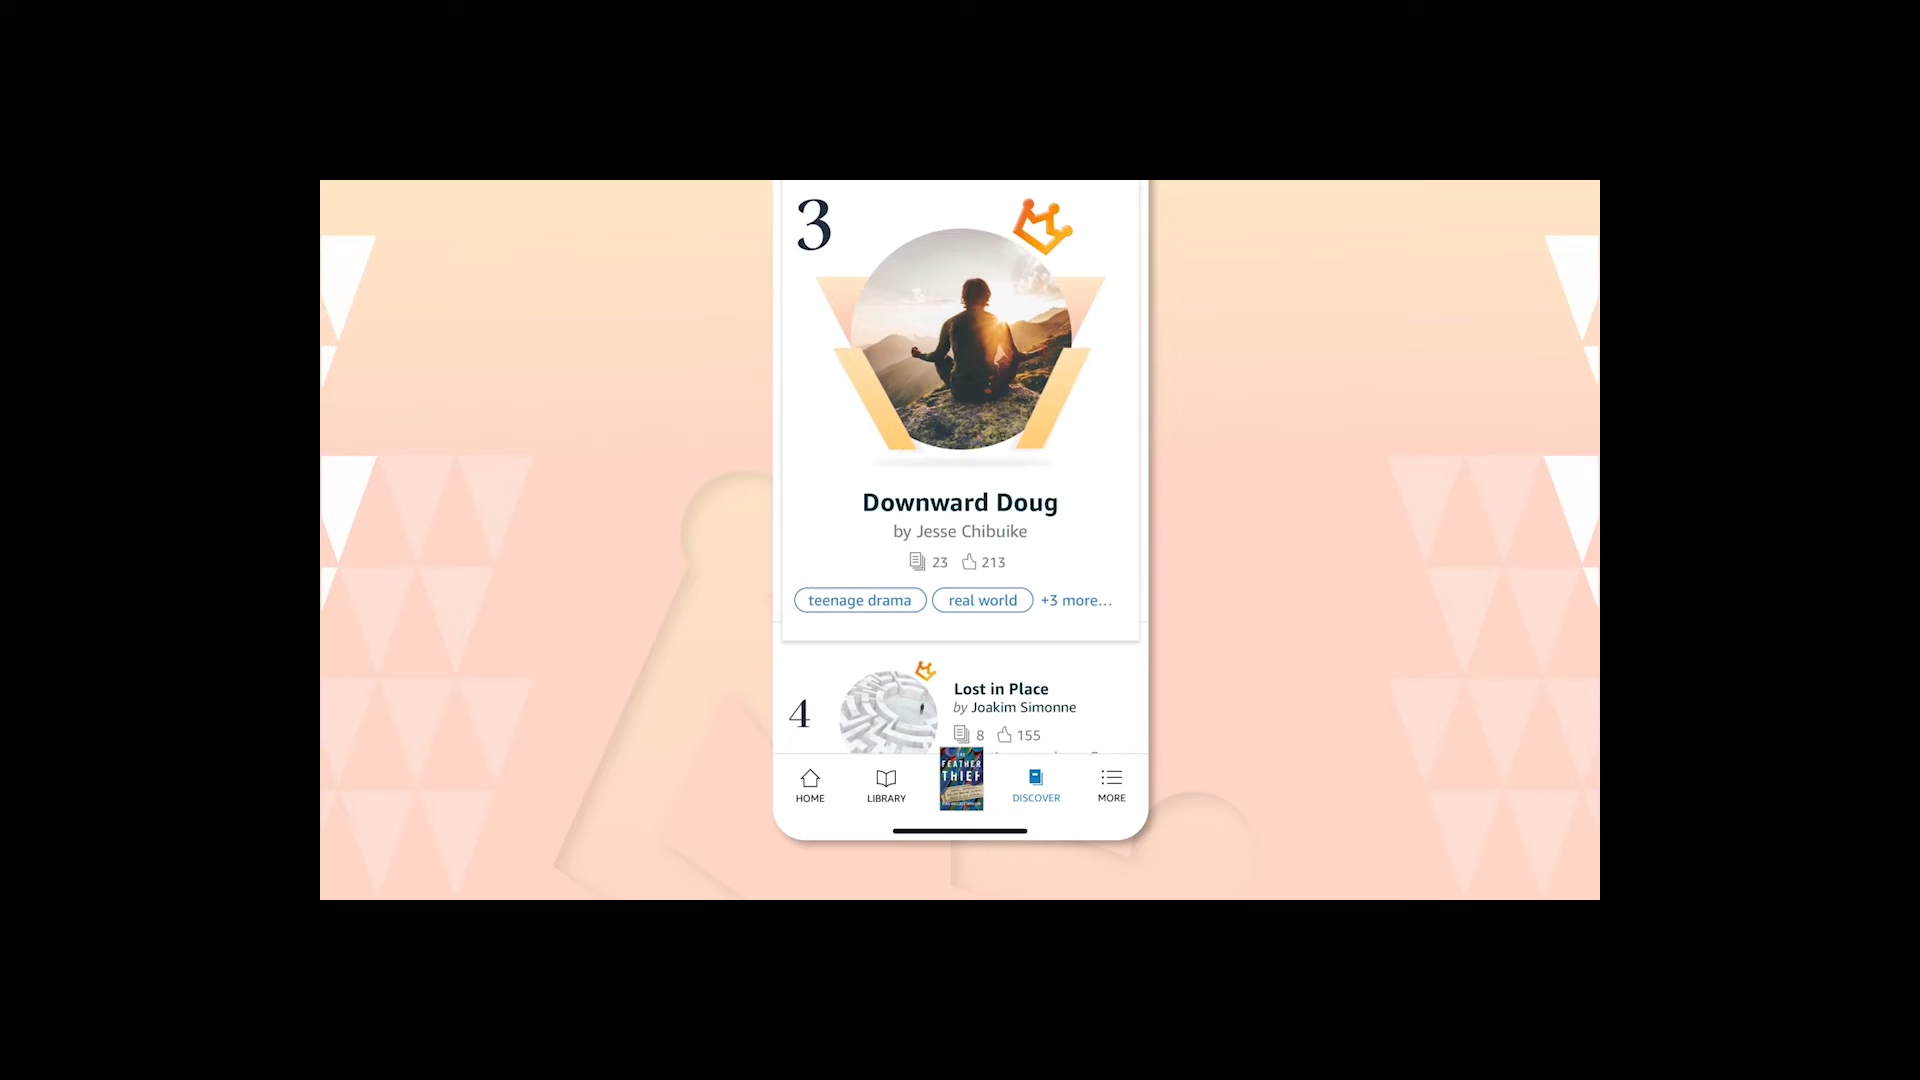 3
Downward Doug
by Jesse Chibuike
23 213
teenage drama real world +3 more...
4
Lost in Place
by Joakim Simonne
8 155
THE
FEATHER
THIEF
HOME LIBRARY DISCOVER MORE